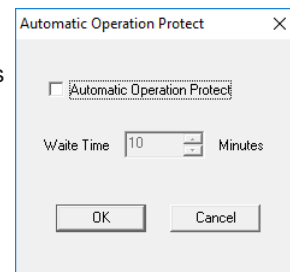 Automatic Operation Protect
s
Automatic Operation Protect
Waite Time 10 Minutes
OK Cancel